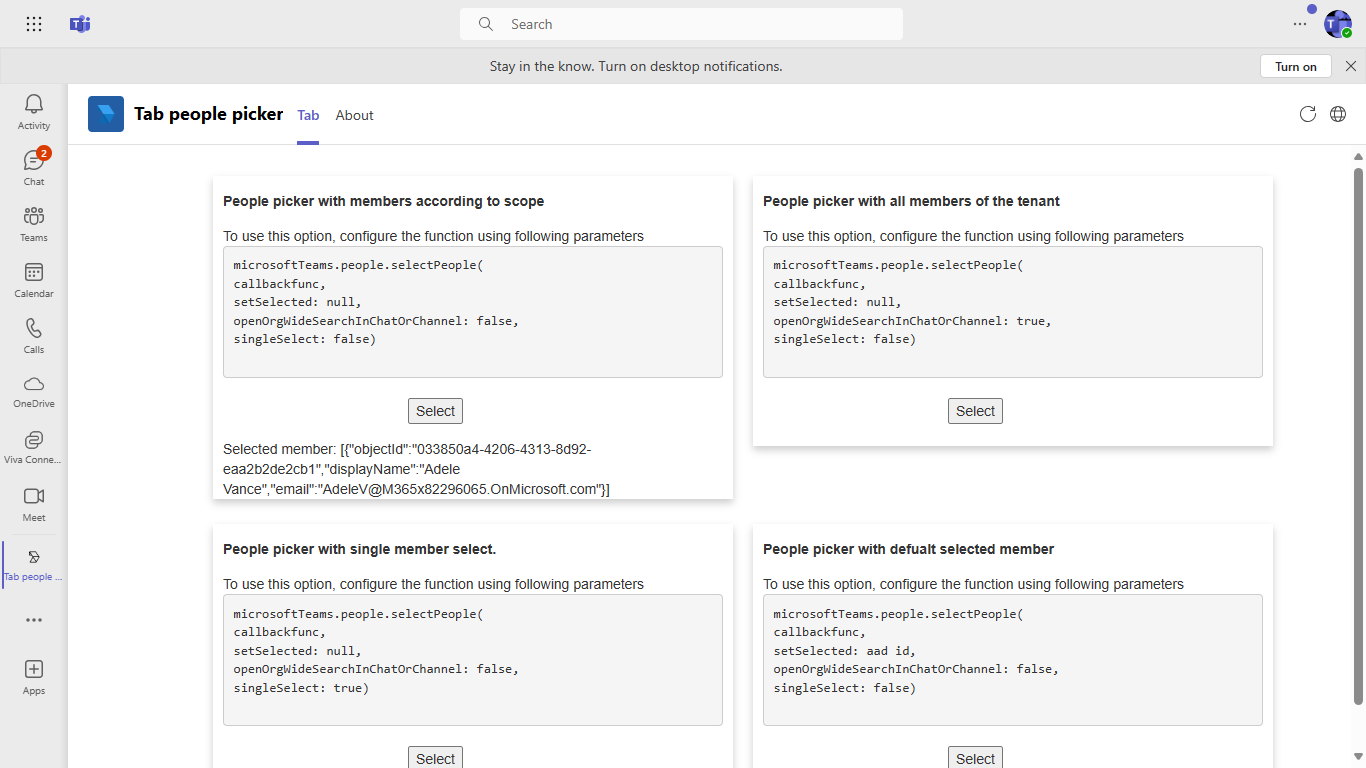 Search
Stay in the know. Turn on desktop notifications.
Turn on
Activity
2
Chat
Teams
Calendar
Calls
OneDrive
Viva Conne...
Meet
Tab people ...
Apps
Tab people picker
Tab
About
People picker with members according to scope
To use this option, configure the function using following parameters
microsoftTeams.people.selectPeople(
callbackfunc,
setSelected: null,
openOrgWideSearchInChatOrChannel: false,
singleSelect: false)
Select
Selected member: [{"objectId":"033850a4-4206-4313-8d92-
eaa2b2de2cb1","displayName":"Adele
Vance","email":"AdeleV@M365x82296065.OnMicrosoft.com"}]
People picker with all members of the tenant
To use this option, configure the function using following parameters
microsoftTeams.people.selectPeople(
callbackfunc,
setSelected: null,
openOrgWideSearchInChatOrChannel: true,
singleSelect: false)
Select
People picker with single member select.
To use this option, configure the function using following parameters
microsoftTeams.people.selectPeople(
callbackfunc,
setSelected: null,
openOrgWideSearchInChatOrChannel: false,
singleSelect: true)
Select
People picker with defualt selected member
To use this option, configure the function using following parameters
microsoftTeams.people.selectPeople(
callbackfunc,
setSelected: aad id,
openOrgWideSearchInChatOrChannel: false,
singleSelect: false)
Select